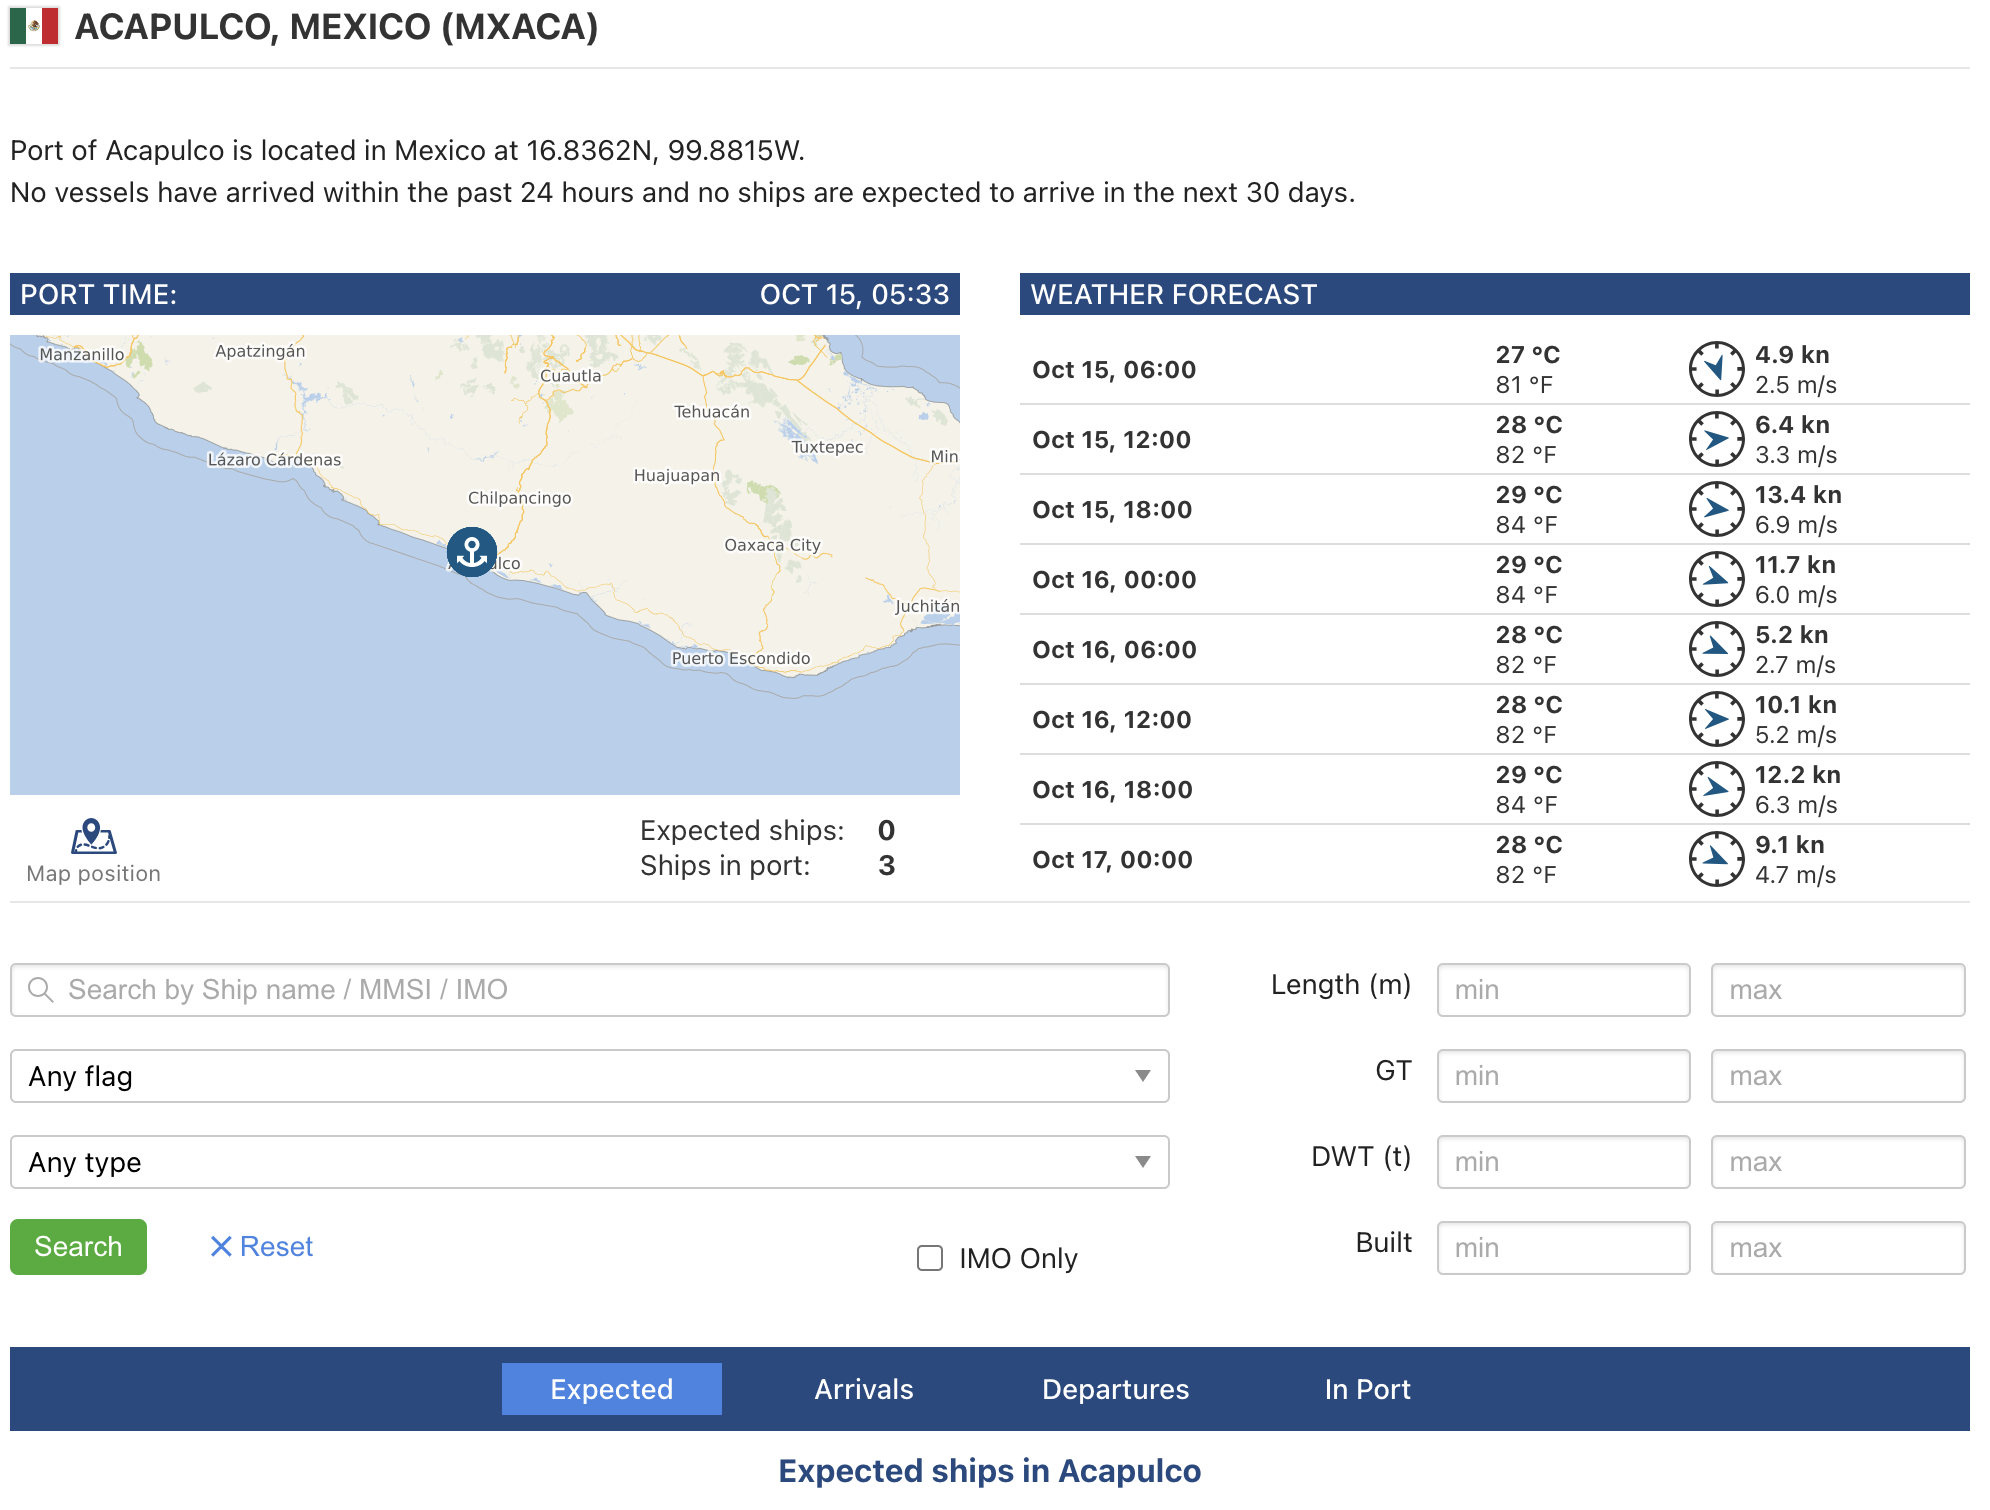 ACAPULCO, MEXICO (MXACA)
Port of Acapulco is located in Mexico at 16.8362N, 99.8815W.
No vessels have arrived within the past 24 hours and no ships are expected to arrive in the next 30 days.
PORT TIME: OCT 15, 05:33
Manzanillo
Apatzingán
Cuautla
Tehuacán
Tuxtepec
Min
Lázaro Cárdenas
Huajuapan
Chilpancingo
Oaxaca City
lco
Juchitán
Puerto Escondido
Map position
Expected ships: 0
Ships in port: 3
WEATHER FORECAST
Oct 15, 06:00 27 °C 81 °F 4.9 kn 2.5 m/s
Oct 15, 12:00 28 °C 82 °F 6.4 kn 3.3 m/s
Oct 15, 18:00 29 °C 84 °F 13.4 kn 6.9 m/s
Oct 16, 00:00 29 °C 84 °F 11.7 kn 6.0 m/s
Oct 16, 06:00 28 °C 82 °F 5.2 kn 2.7 m/s
Oct 16, 12:00 28 °C 82 °F 10.1 kn 5.2 m/s
Oct 16, 18:00 29 °C 84 °F 12.2 kn 6.3 m/s
Oct 17, 00:00 28 °C 82 °F 9.1 kn 4.7 m/s
Search by Ship name / MMSI / IMO
Length (m) min max
Any flag
GT min max
Any type
DWT (t) min max
Search Reset IMO Only
Built min max
Expected Arrivals Departures In Port
Expected ships in Acapulco